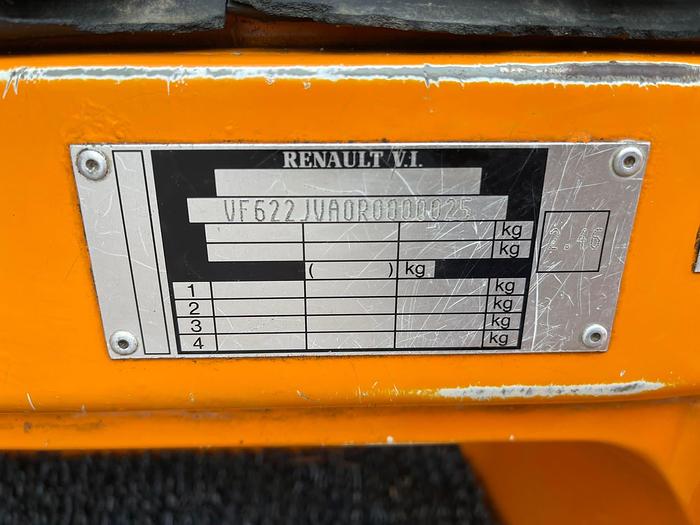 RENAULT V.I.
VF622JVA0R0000025
kg
kg
( ) kg
1 kg
2 kg
3 kg
4 kg